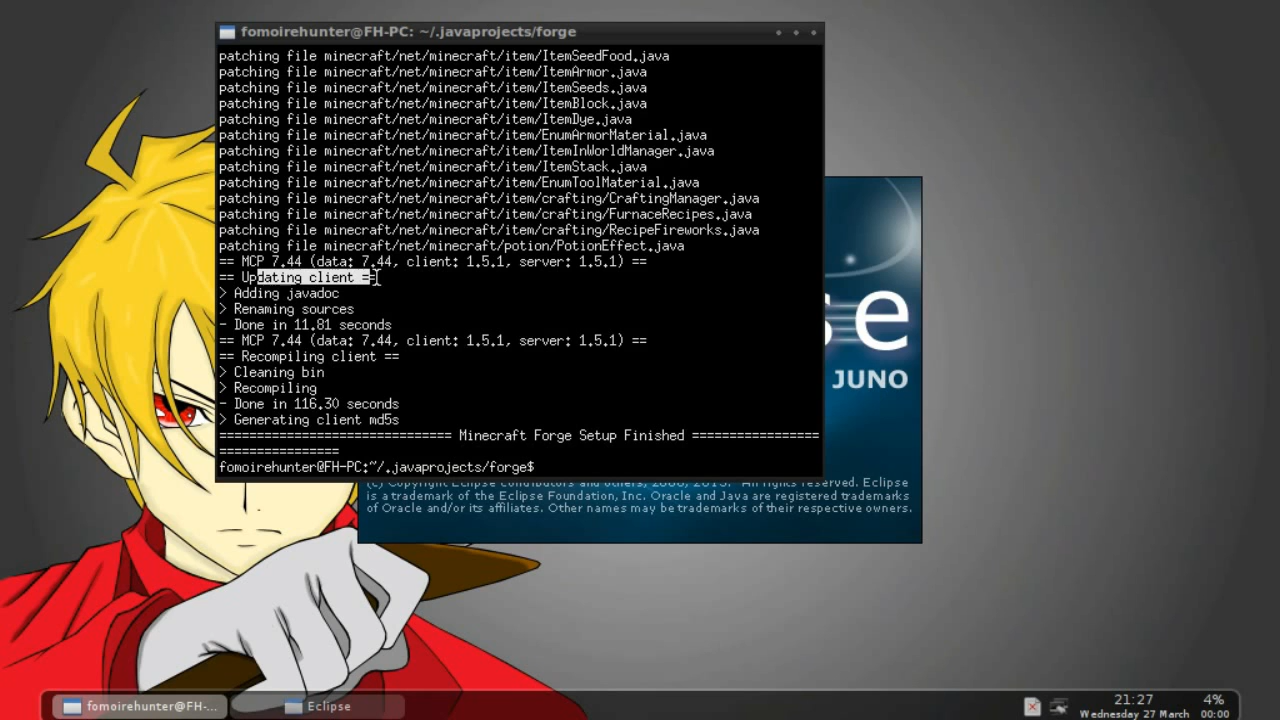 fomoirehunter@FH-PC: ~/.javaprojects/forge
patching file minecraft/net/minecraft/item/ItemSeedFood.java
patching file minecraft/net/minecraft/item/ItemArmor.java
patching file minecraft/net/minecraft/item/ItemSeeds.java
patching file minecraft/net/minecraft/item/ItemBlock.java
patching file minecraft/net/minecraft/item/ItemDye.java
patching file minecraft/net/minecraft/item/EnumArmorMaterial.java
patching file minecraft/net/minecraft/item/ItemInWorldManager.java
patching file minecraft/net/minecraft/item/ItemStack.java
patching file minecraft/net/minecraft/item/EnumToolMaterial.java
patching file minecraft/net/minecraft/item/crafting/CraftingManager.java
patching file minecraft/net/minecraft/item/crafting/FurnaceRecipes.java
patching file minecraft/net/minecraft/item/crafting/RecipeFireworks.java
patching file minecraft/net/minecraft/potion/PotionEffect.java
== MCP 7.44 (data: 7.44, client: 1.5.1, server: 1.5.1) ==
== Updating client ==
> Adding javadoc
> Renaming sources
- Done in 11.81 seconds
== MCP 7.44 (data: 7.44, client: 1.5.1, server: 1.5.1) ==
== Recompiling client ==
> Cleaning bin
> Recompiling
- Done in 116.30 seconds
> Generating client md5s
=============================== Minecraft Forge Setup Finished =================
================
fomoirehunter@FH-PC:~/.javaprojects/forge$
se
JUNO
(c) Copyright Eclipse contributors and others, 2000, 2013. All rights reserved. Eclipse
is a trademark of the Eclipse Foundation, Inc. Oracle and Java are registered trademarks
of Oracle and/or its affiliates. Other names may be trademarks of their respective owners.
fomoirehunter@FH-...
Eclipse
21:27
Wednesday 27 March
4%
00:00